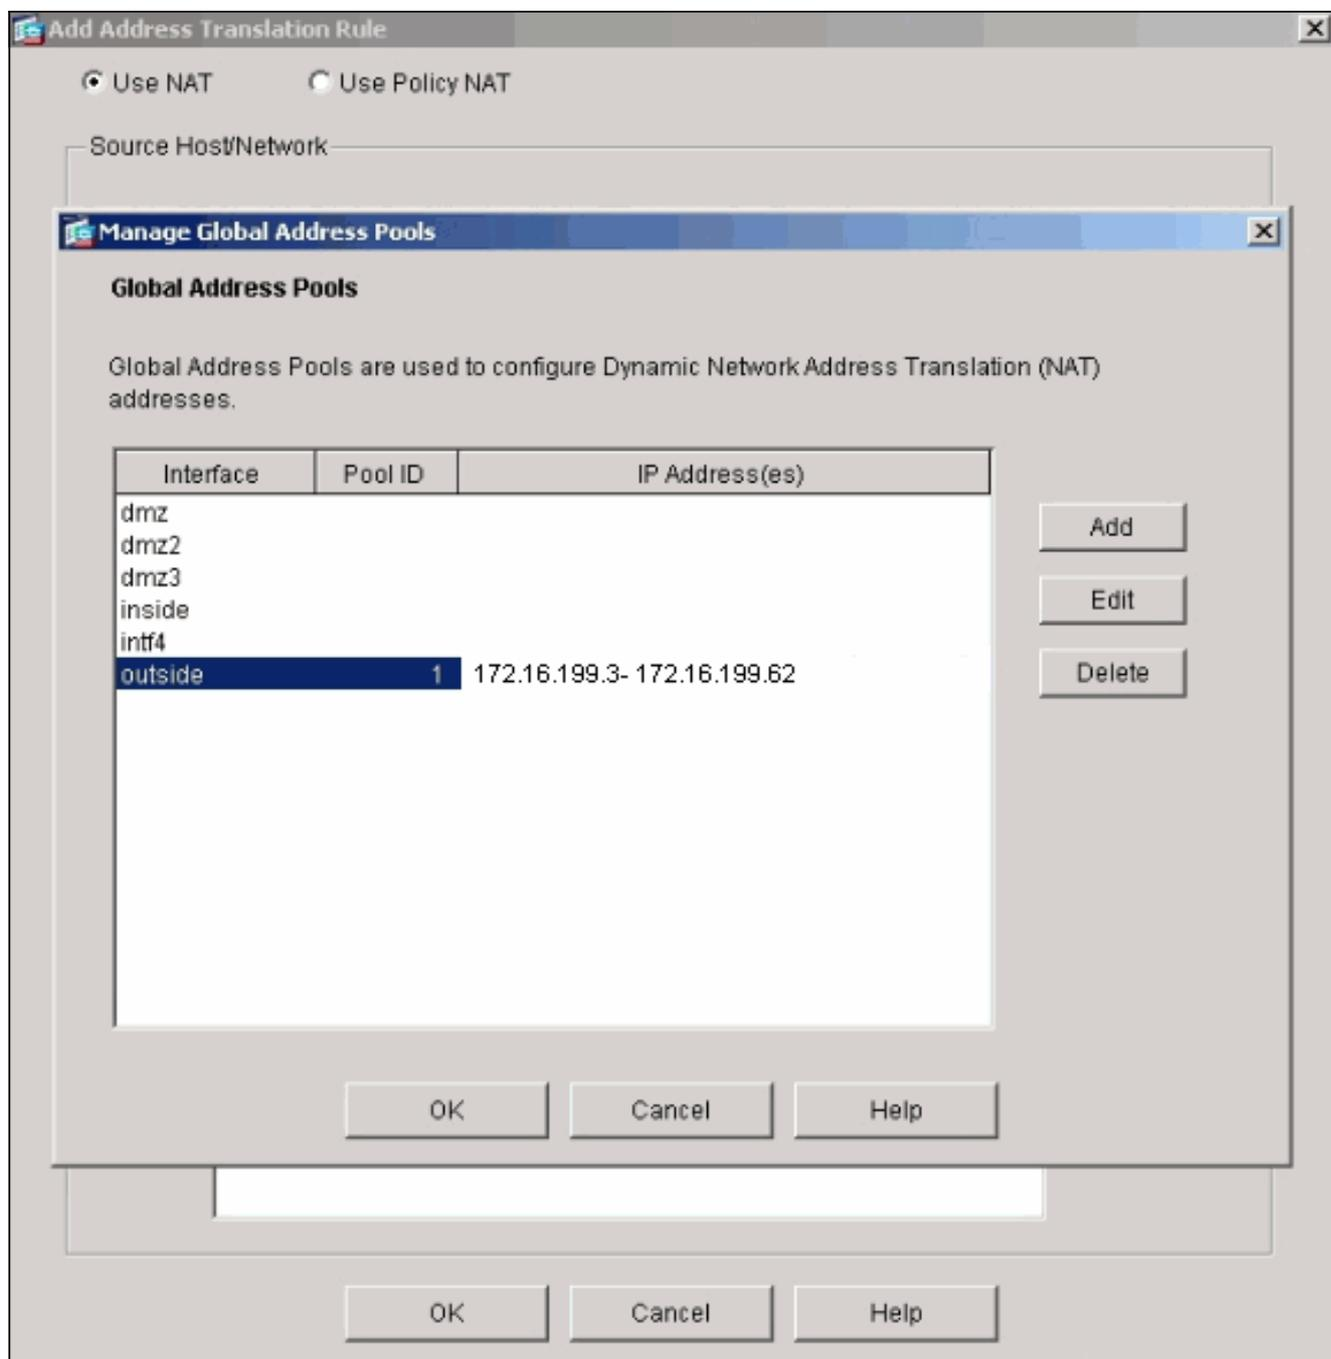 Add Address Translation Rule
Use NAT Use Policy NAT
Source Host/Network
Manage Global Address Pools
Global Address Pools
Global Address Pools are used to configure Dynamic Network Address Translation (NAT)
addresses.
Interface Pool ID IP Address(es)
dmz
dmz2
dmz3
inside
intf4
outside 1 172.16.199.3- 172.16.199.62
Add
Edit
Delete
OK Cancel Help
OK Cancel Help